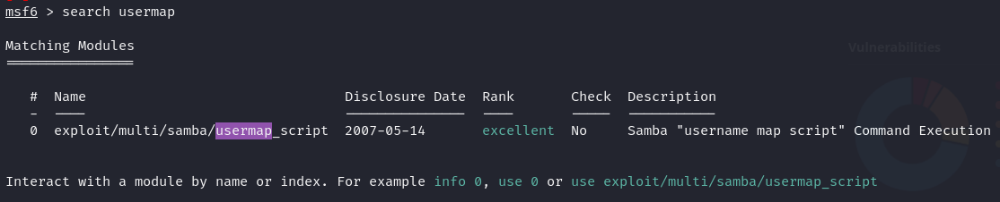 msf6 > search usermap
Vulnerabilities
Matching Modules
================
# Name Disclosure Date Rank Check Description
- ---- --------------- ---- ----- -----------
0 exploit/multi/samba/usermap_script 2007-05-14 excellent No Samba "username map script" Command Execution
Interact with a module by name or index. For example info 0, use 0 or use exploit/multi/samba/usermap_script